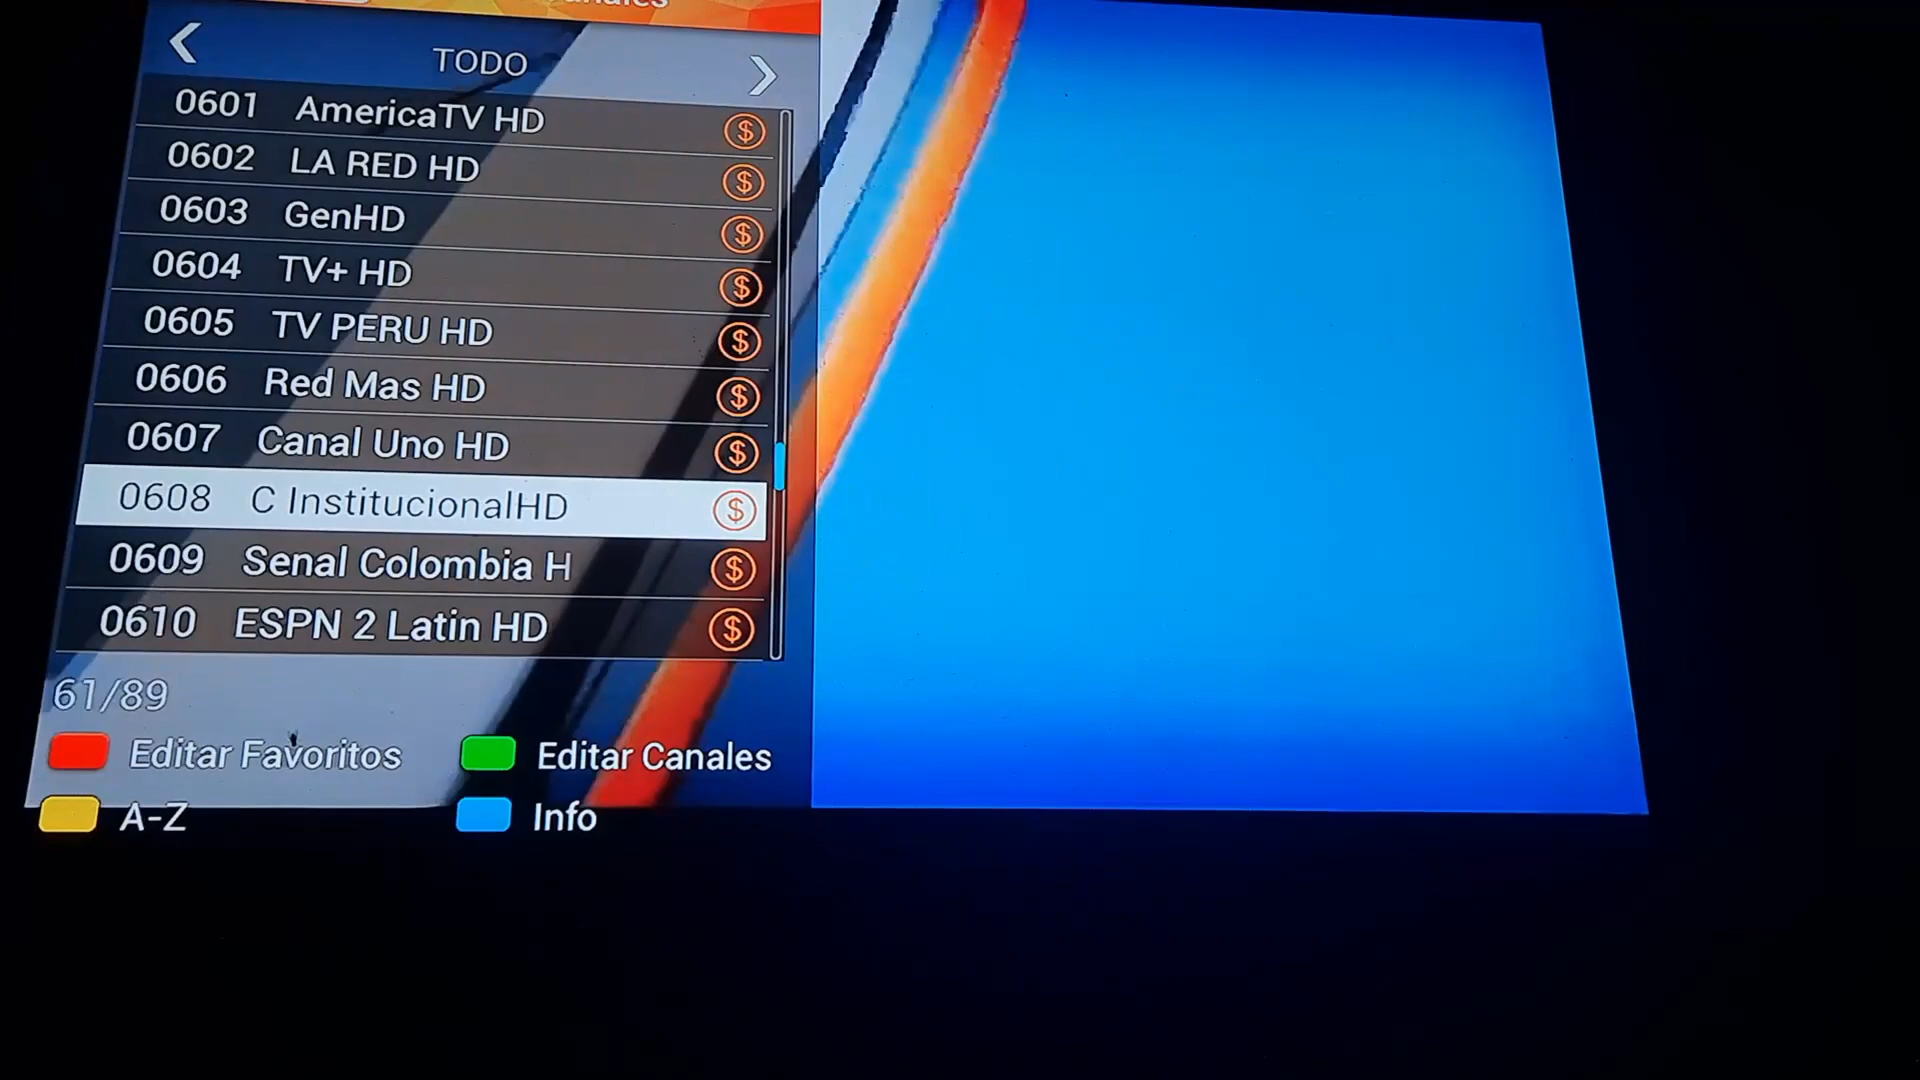 TODO
0601 AmericaTV HD
0602 LA RED HD
0603 GenHD
0604 TV+ HD
0605 TV PERU HD
0606 Red Mas HD
0607 Canal Uno HD
0608 C InstitucionalHD
0609 Senal Colombia H
0610 ESPN 2 Latin HD
61/89
Editar Favoritos Editar Canales
A-Z Info